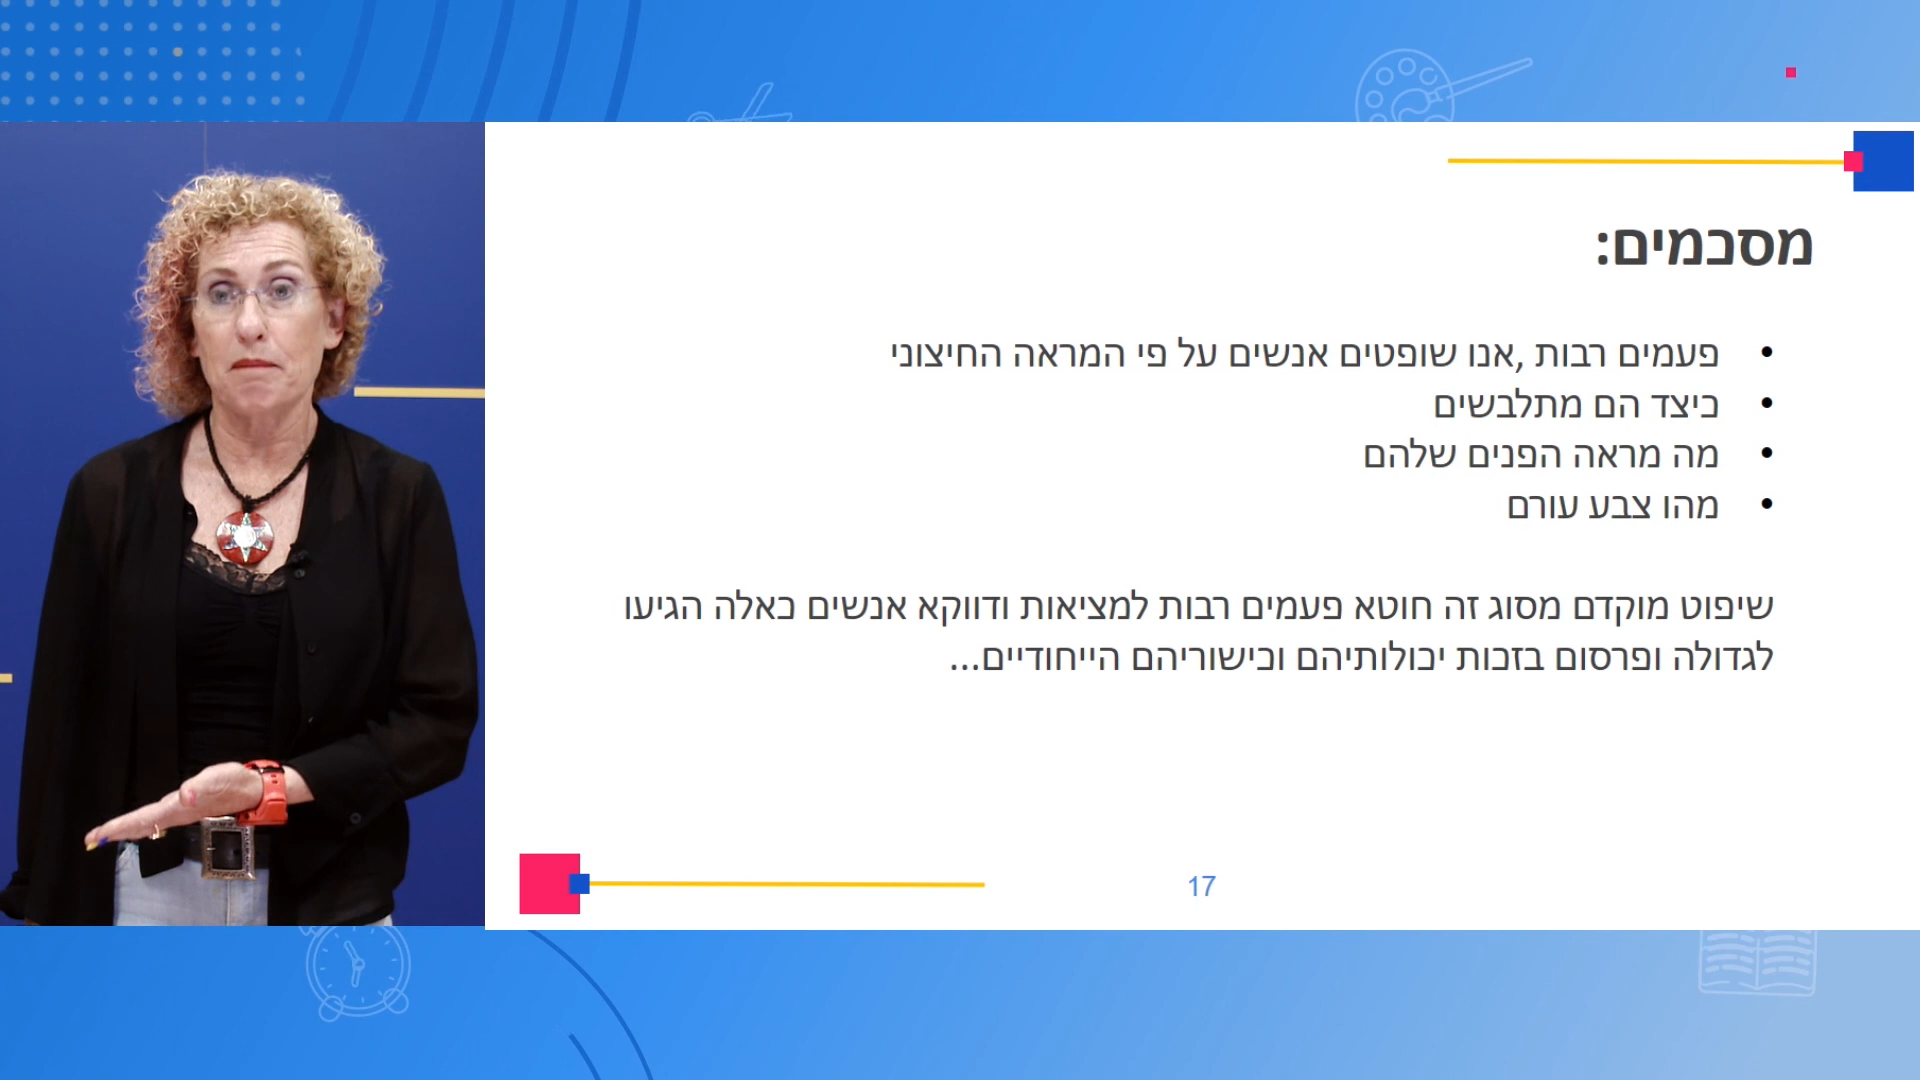 מסכמים:
• פעמים רבות ,אנו שופטים אנשים על פי המראה החיצוני
• כיצד הם מתלבשים
• מה מראה הפנים שלהם
• מהו צבע עורם
שיפוט מוקדם מסוג זה חוטא פעמים רבות למציאות ודווקא אנשים כאלה הגיעו
לגדולה ופרסום בזכות יכולותיהם וכישוריהם הייחודיים...
17